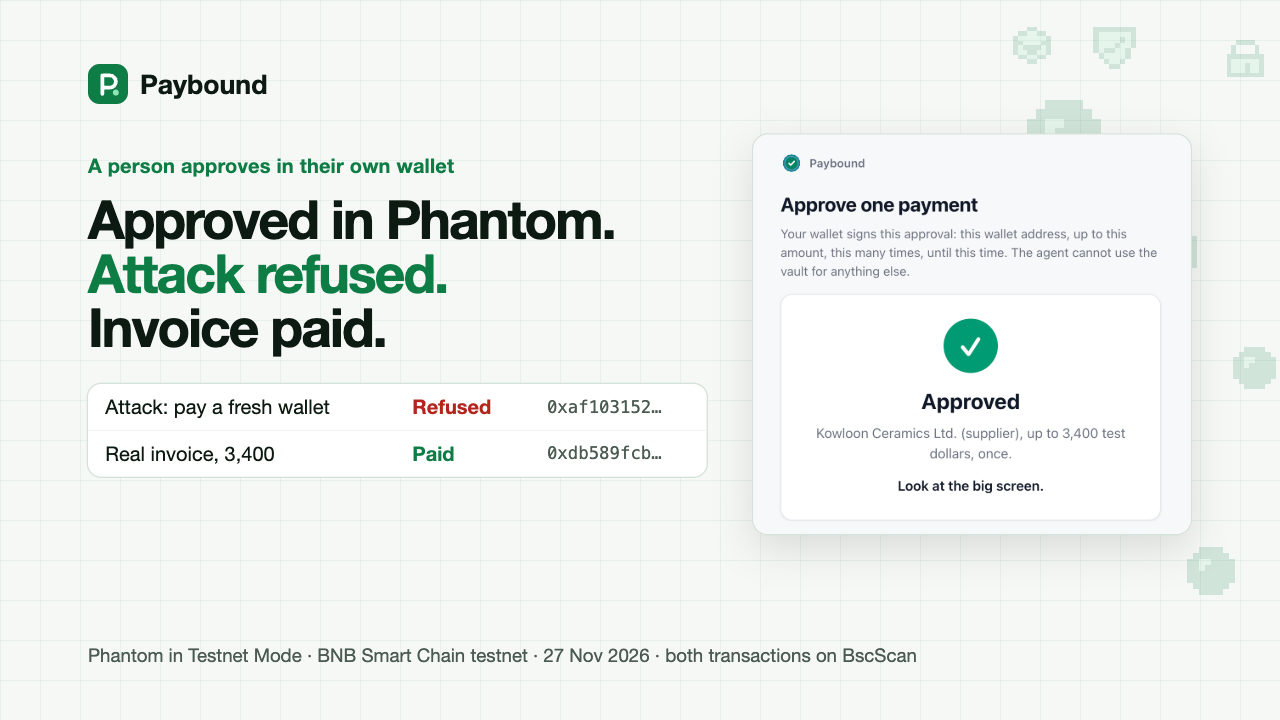 Paybound
A person approves in their own wallet
Approved in Phantom.
Attack refused.
Invoice paid.
Attack: pay a fresh wallet Refused 0xaf103152…
Real invoice, 3,400 Paid 0xdb589fcb…
Paybound
Approve one payment
Your wallet signs this approval: this wallet address, up to this
amount, this many times, until this time. The agent cannot use the
vault for anything else.
Approved
Kowloon Ceramics Ltd. (supplier), up to 3,400 test
dollars, once.
Look at the big screen.
Phantom in Testnet Mode · BNB Smart Chain testnet · 27 Nov 2026 · both transactions on BscScan